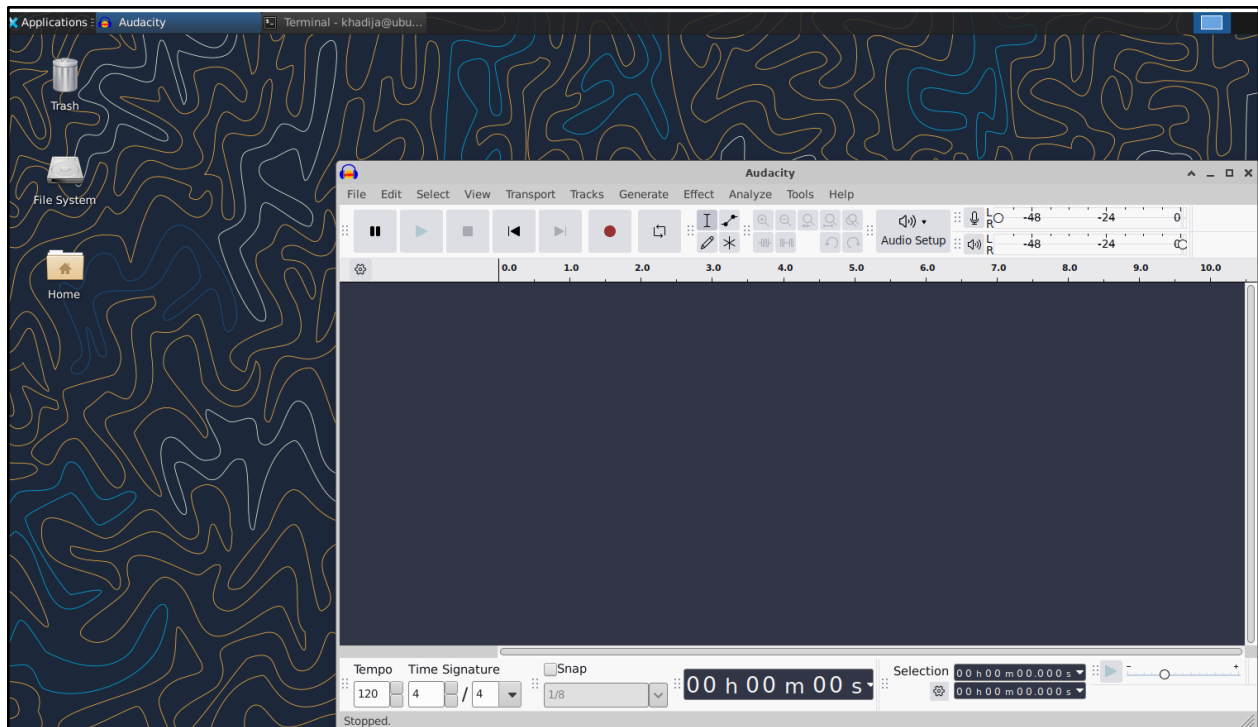 Applications
Audacity
Terminal - khadija@ubu...
Trash
File System
Home
Audacity
File Edit Select View Transport Tracks Generate Effect Analyze Tools Help
Audio Setup
L R -48 -24 0
L R -48 -24 0
0.0 1.0 2.0 3.0 4.0 5.0 6.0 7.0 8.0 9.0 10.0
Tempo Time Signature Snap
120 4 / 4 1/8
00 h 00 m 00 s
Selection 00 h 00 m 00.000 s
00 h 00 m 00.000 s
- +
Stopped.